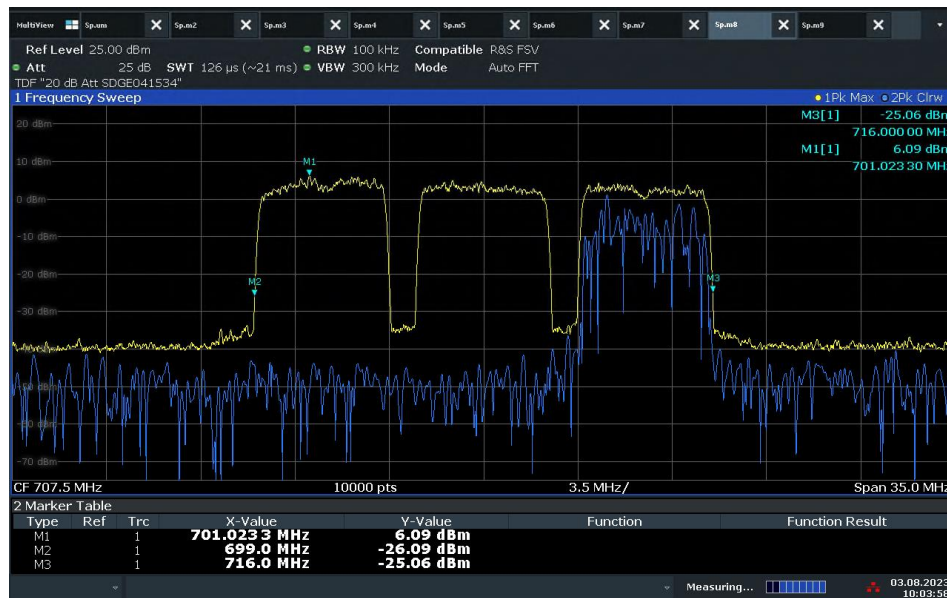 MultiView Sp.um Sp.m2 Sp.m3 Sp.m4 Sp.m5 Sp.m6 Sp.m7 Sp.m8 Sp.m9
Ref Level 25.00 dBm RBW 100 kHz Compatible R&S FSV
Att 25 dB SWT 126 µs (~21 ms) VBW 300 kHz Mode Auto FFT
TDF "20 dB Att SDGE041534"
1 Frequency Sweep 1Pk Max 2Pk Clrw
M3[1] -25.06 dBm
20 dBm
716.000 00 MHz
M1[1] 6.09 dBm
10 dBm
M1
701.023 30 MHz
0 dBm
-10 dBm
-20 dBm
M2
M3
-30 dBm
-70 dBm
CF 707.5 MHz 10000 pts 3.5 MHz/ Span 35.0 MHz
2 Marker Table
Type Ref Trc X-Value Y-Value Function Function Result
M1 1 701.023 3 MHz 6.09 dBm
M2 1 699.0 MHz -26.09 dBm
M3 1 716.0 MHz -25.06 dBm
Measuring... 03.08.2023
10:03:56